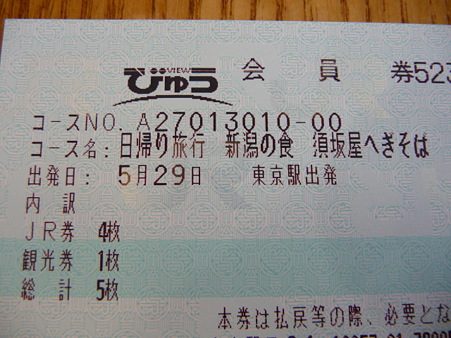 VIEW
びゅう 会員 券523
コースNO. A27013010-00
コース名: 日帰り旅行 新潟の食 須坂屋へぎそば
出発日: 5月29日 東京駅出発
内訳
JR券 4枚
観光券 1枚
総計 5枚
本券は払戻等の際、必要とな